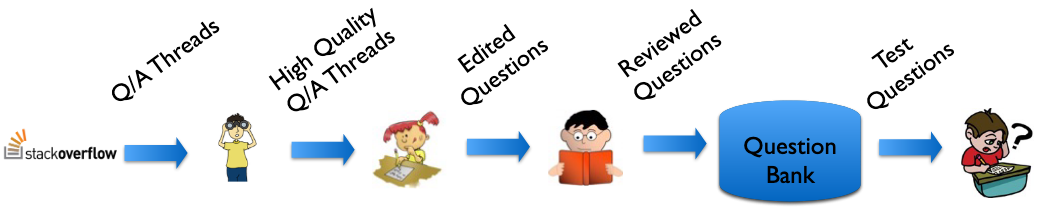 stackoverflow
Q/A Threads
High Quality
Q/A Threads
Edited
Questions
Reviewed
Questions
Question
Bank
Test
Questions
?